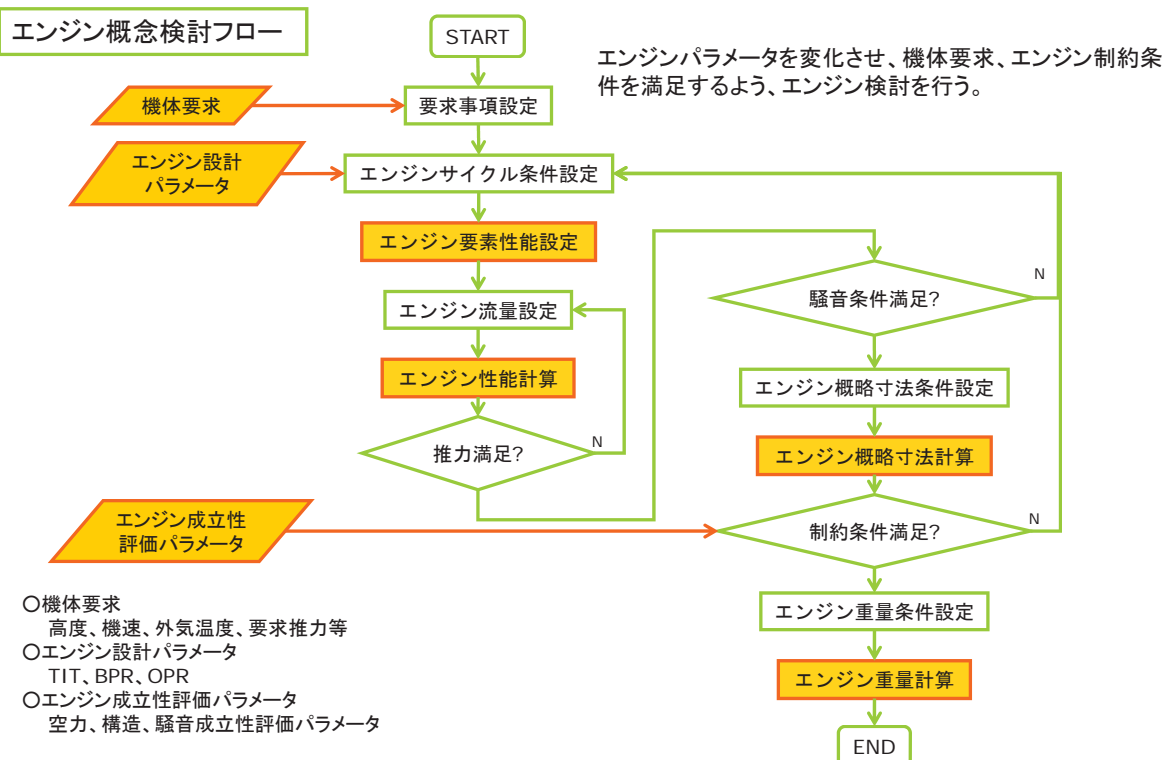 エンジン概念検討フロー
START
エンジンパラメータを変化させ、機体要求、エンジン制約条
件を満足するよう、エンジン検討を行う。
機体要求
要求事項設定
エンジン設計
パラメータ
エンジンサイクル条件設定
エンジン要素性能設定
エンジン流量設定
エンジン性能計算
推力満足?
N
騒音条件満足?
N
エンジン概略寸法条件設定
エンジン概略寸法計算
エンジン成立性
評価パラメータ
制約条件満足?
N
エンジン重量条件設定
エンジン重量計算
END
○機体要求
高度、機速、外気温度、要求推力等
○エンジン設計パラメータ
TIT、BPR、OPR
○エンジン成立性評価パラメータ
空力、構造、騒音成立性評価パラメータ